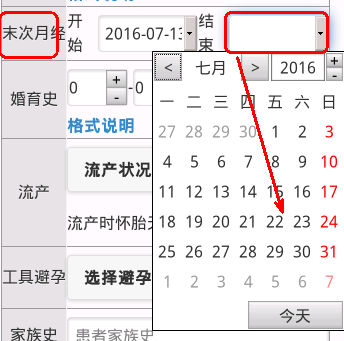 末次月经 开始 2016-07-13 结束
< 七月 > 2016 + -
一 二 三 四 五 六 日
27 28 29 30 1 2 3
4 5 6 7 8 9 10
11 12 13 14 15 16 17
18 19 20 21 22 23 24
25 26 27 28 29 30 31
1 2 3 4 5 6 7
今天
婚育史 0 + - -0
格式说明
流产 流产状况
流产时怀胎
工具避孕 选择避孕
家族史 患者家族史